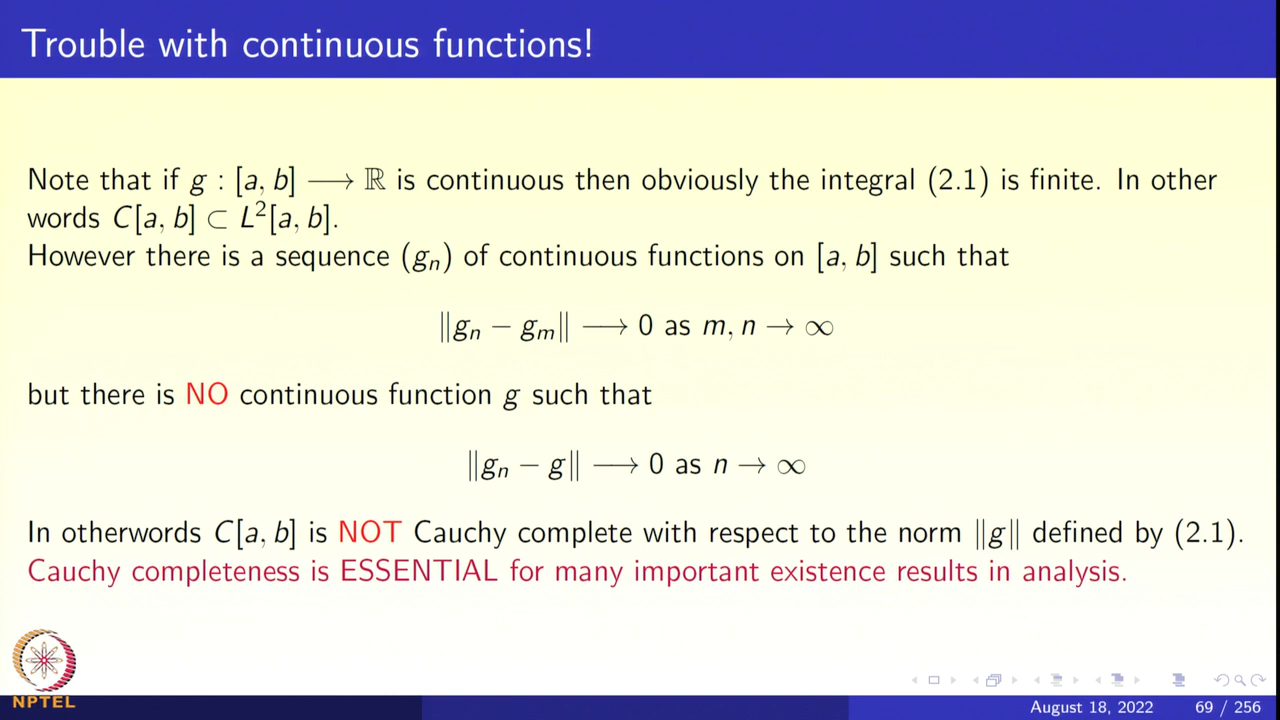 Trouble with continuous functions!
Note that if g : [a, b] ⟶ ℝ is continuous then obviously the integral (2.1) is finite. In other
words C[a, b] ⊂ L²[a, b].
However there is a sequence (gₙ) of continuous functions on [a, b] such that
‖gₙ − gₘ‖ ⟶ 0 as m, n → ∞
but there is NO continuous function g such that
‖gₙ − g‖ ⟶ 0 as n → ∞
In otherwords C[a, b] is NOT Cauchy complete with respect to the norm ‖g‖ defined by (2.1).
Cauchy completeness is ESSENTIAL for many important existence results in analysis.
NPTEL
August 18, 2022 69 / 256